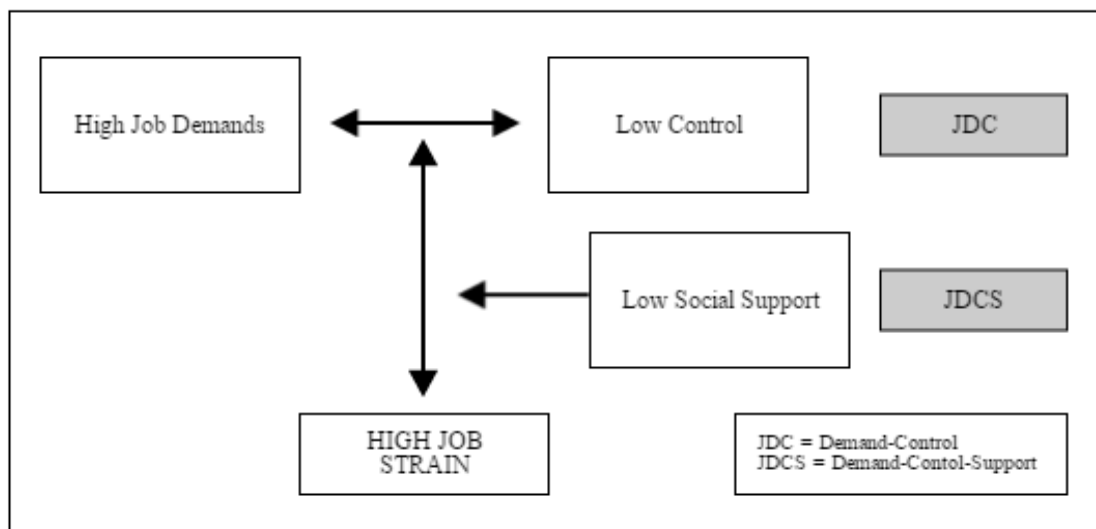 High Job Demands
Low Control
JDC
Low Social Support
JDCS
HIGH JOB
STRAIN
JDC = Demand-Control
JDCS = Demand-Contol-Support